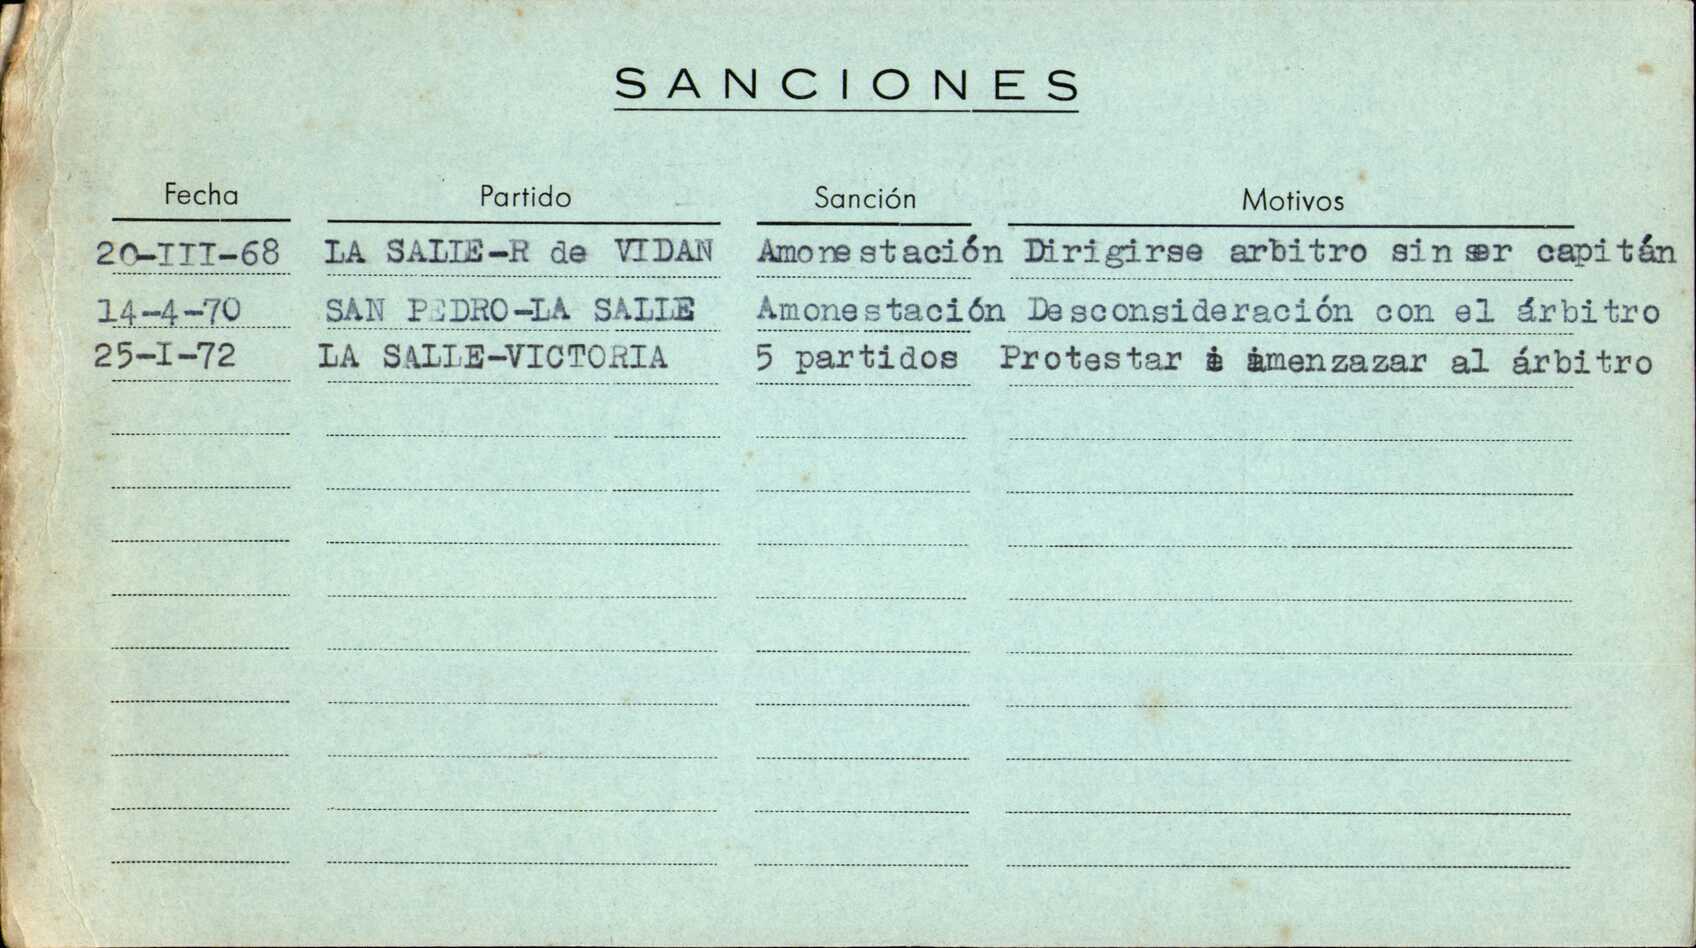 SANCIONES
Fecha Partido Sanción Motivos
20-III-68 LA SALLE-R de VIDAN Amonestación Dirigirse arbitro sin ser capitán
14-4-70 SAN PEDRO-LA SALLE Amonestación Desconsideración con el árbitro
25-I-72 LA SALLE-VICTORIA 5 partidos Protestar i amenzazar al árbitro